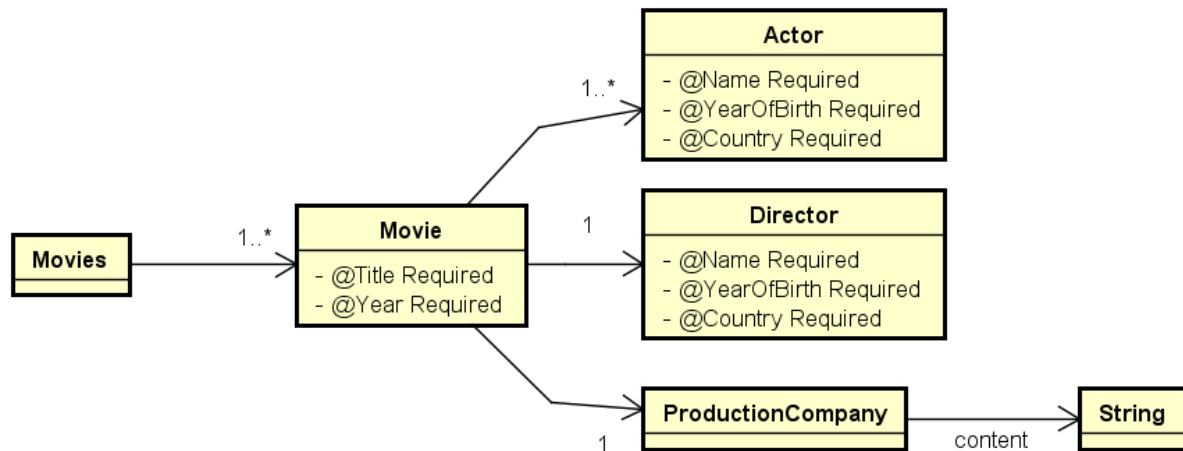 Actor
- @Name Required
- @YearOfBirth Required
- @Country Required
1..*
Movies
1..*
Movie
- @Title Required
- @Year Required
1
Director
- @Name Required
- @YearOfBirth Required
- @Country Required
1
ProductionCompany
content
String